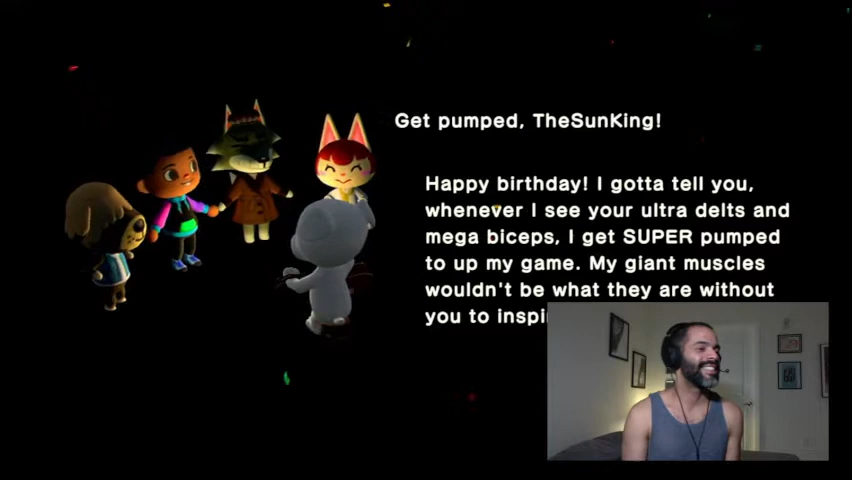 Get pumped, TheSunKing!
Happy birthday! I gotta tell you,
whenever I see your ultra delts and
mega biceps, I get SUPER pumped
to up my game. My giant muscles
wouldn't be what they are without
you to